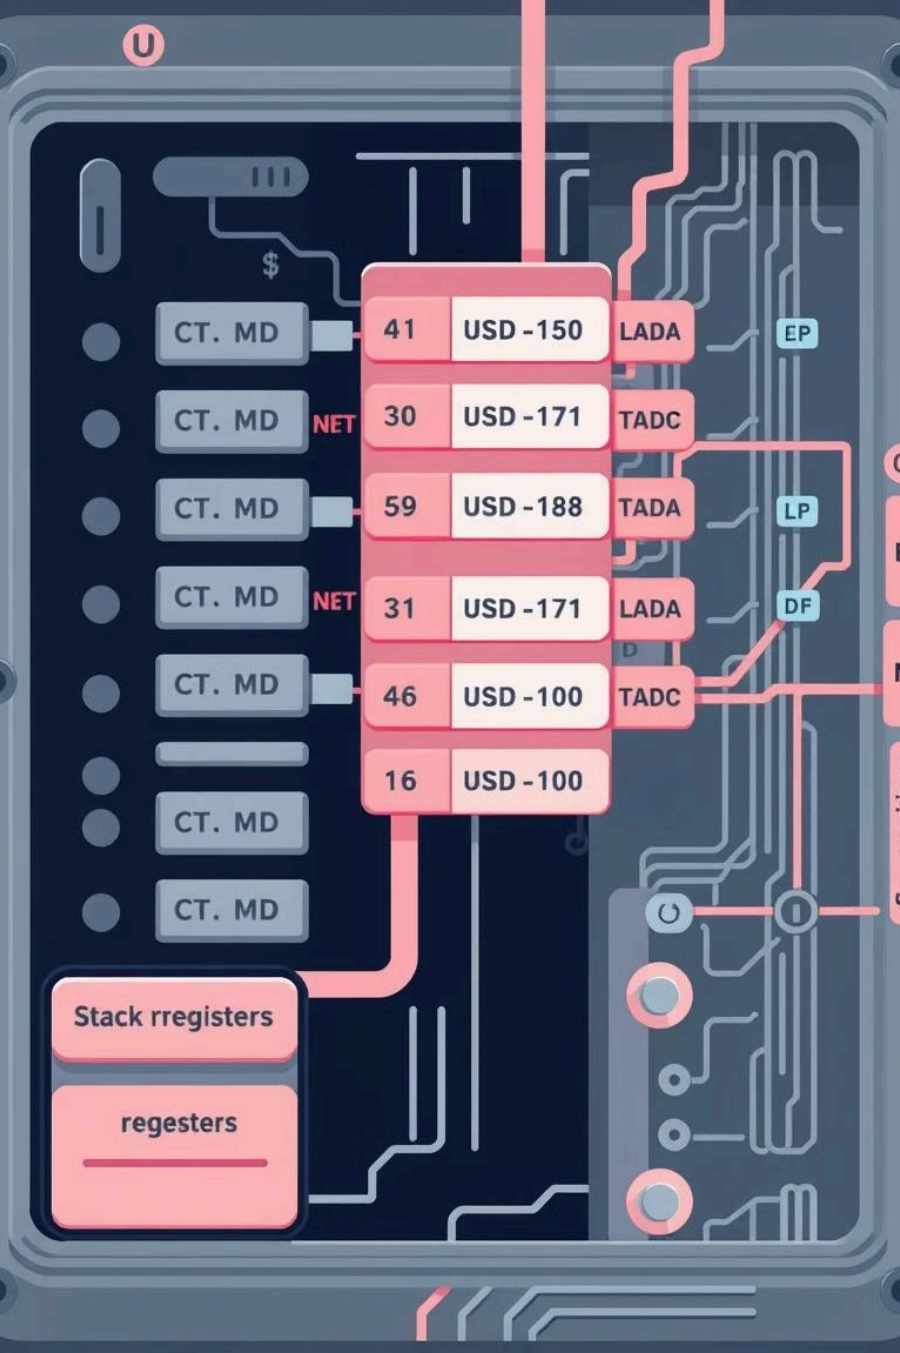 U
$
CT. MD 41 USD -150 LADA EP
CT. MD NET 30 USD -171 TADC
CT. MD 59 USD -188 TADA LP
CT. MD NET 31 USD -171 LADA DF
D
CT. MD 46 USD -100 TADC
16 USD -100
CT. MD
CT. MD
Stack rregisters
regesters